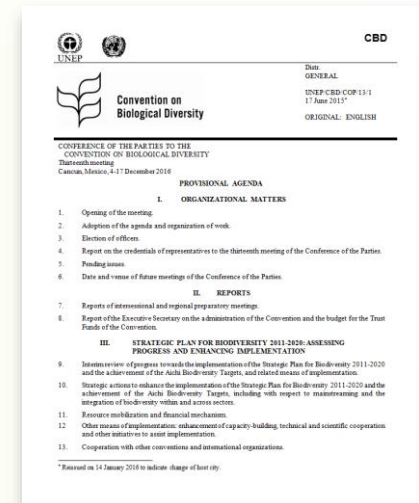 CBD
UNEP
Distr.
GENERAL
UNEP/CBD/COP/13/1
17 June 2015*
ORIGINAL: ENGLISH
Convention on
Biological Diversity
CONFERENCE OF THE PARTIES TO THE
CONVENTION ON BIOLOGICAL DIVERSITY
Thirteenth meeting
Cancun, Mexico, 4-17 December 2016
PROVISIONAL AGENDA
I. ORGANIZATIONAL MATTERS
1. Opening of the meeting.
2. Adoption of the agenda and organization of work.
3. Election of officers.
4. Report on the credentials of representatives to the thirteenth meeting of the Conference of the Parties.
5. Pending issues.
6. Date and venue of future meetings of the Conference of the Parties.
II. REPORTS
7. Reports of intersessional and regional preparatory meetings.
8. Report of the Executive Secretary on the administration of the Convention and the budget for the Trust
Funds of the Convention.
III. STRATEGIC PLAN FOR BIODIVERSITY 2011-2020: ASSESSING
PROGRESS AND ENHANCING IMPLEMENTATION
9. Interim review of progress towards the implementation of the Strategic Plan for Biodiversity 2011-2020
and the achievement of the Aichi Biodiversity Targets, and related means of implementation.
10. Strategic actions to enhance the implementation of the Strategic Plan for Biodiversity 2011-2020 and the
achievement of the Aichi Biodiversity Targets, including with respect to mainstreaming and the
integration of biodiversity within and across sectors.
11. Resource mobilization and financial mechanism.
12 Other means of implementation: enhancement of capacity-building, technical and scientific cooperation
and other initiatives to assist implementation.
13. Cooperation with other conventions and international organizations.
* Reissued on 14 January 2016 to indicate change of host city.